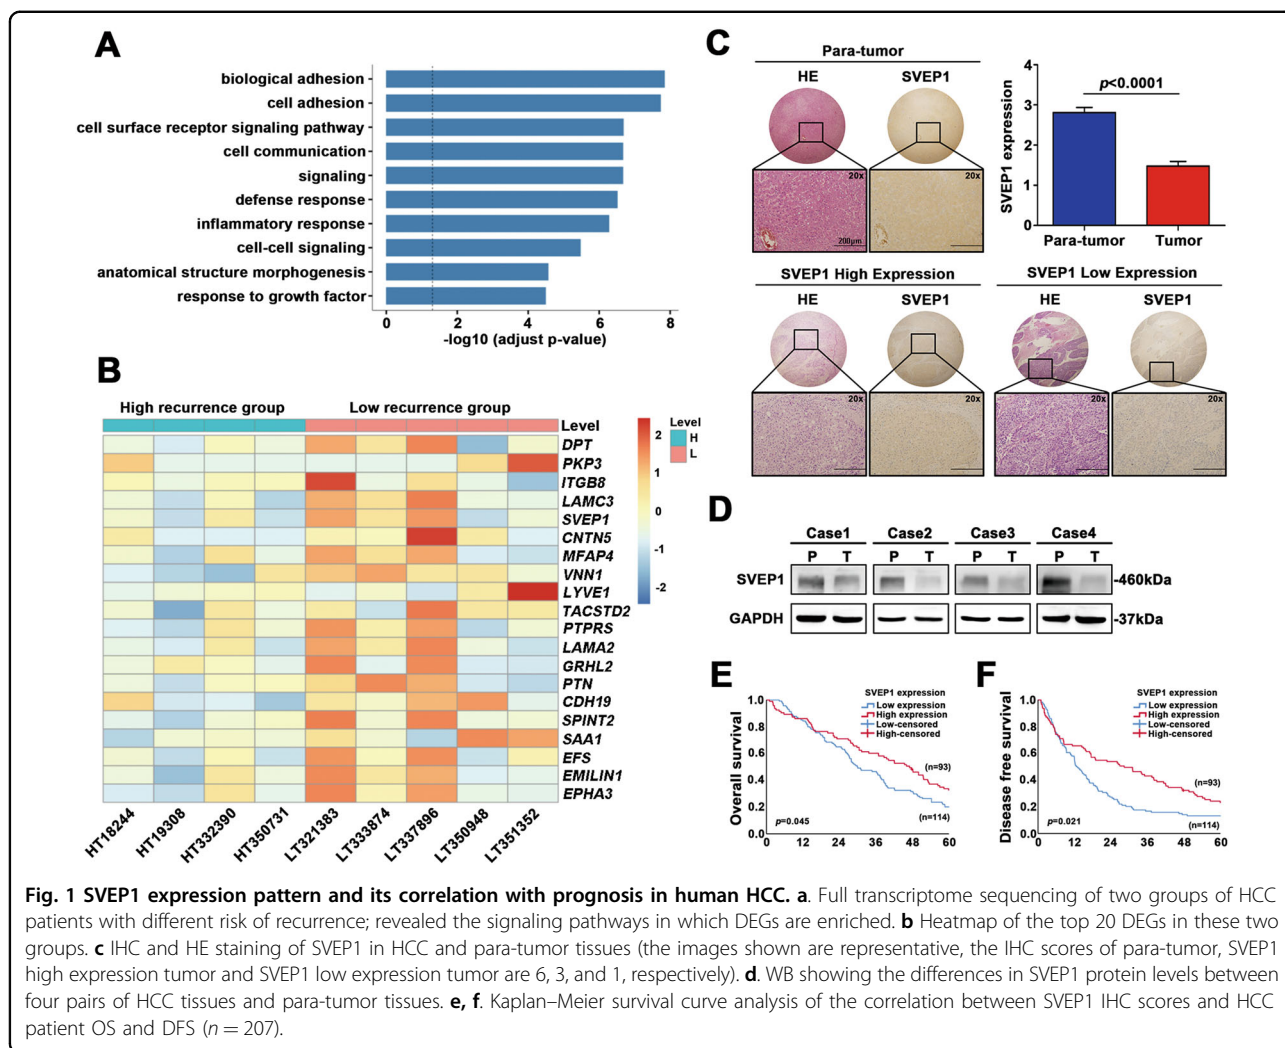 A
biological adhesion
cell adhesion
cell surface receptor signaling pathway
cell communication
signaling
defense response
inflammatory response
cell-cell signaling
anatomical structure morphogenesis
response to growth factor
0 2 4 6 8
-log10 (adjust p-value)
B
High recurrence group Low recurrence group
Level
DPT
PKP3
ITGB8
LAMC3
SVEP1
CNTN5
MFAP4
VNN1
LYVE1
TACSTD2
PTPRS
LAMA2
GRHL2
PTN
CDH19
SPINT2
SAA1
EFS
EMILIN1
EPHA3
HT18244 HT19308 HT332390 HT350731 LT321383 LT33874 LT337896 LT350948 LT351352
2
1
0
-1
-2
Level
H
L
C
Para-tumor
HE SVEP1
20x 20x
200μm
SVEP1 expression
4
3
2
1
0
p<0.0001
Para-tumor Tumor
SVEP1 High Expression SVEP1 Low Expression
HE SVEP1 HE SVEP1
20x 20x 20x 20x
D
Case1 Case2 Case3 Case4
P T P T P T P T
SVEP1 -460kDa
GAPDH -37kDa
E
Overall survival
1.0
0.8
0.6
0.4
0.2
0
SVEP1 expression
Low expression
High expression
Low-censored
High-censored
(n=93)
(n=114)
p=0.045
0 12 24 36 48 60
F
Disease free survival
1.0
0.8
0.6
0.4
0.2
0
SVEP1 expression
Low expression
High expression
Low-censored
High-censored
(n=93)
(n=114)
p=0.021
12 24 36 48 60
Fig. 1 SVEP1 expression pattern and its correlation with prognosis in human HCC. a. Full transcriptome sequencing of two groups of HCC
patients with different risk of recurrence; revealed the signaling pathways in which DEGs are enriched. b Heatmap of the top 20 DEGs in these two
groups. c IHC and HE staining of SVEP1 in HCC and para-tumor tissues (the images shown are representative, the IHC scores of para-tumor, SVEP1
high expression tumor and SVEP1 low expression tumor are 6, 3, and 1, respectively). d. WB showing the differences in SVEP1 protein levels between
four pairs of HCC tissues and para-tumor tissues. e, f. Kaplan–Meier survival curve analysis of the correlation between SVEP1 IHC scores and HCC
patient OS and DFS (n = 207).